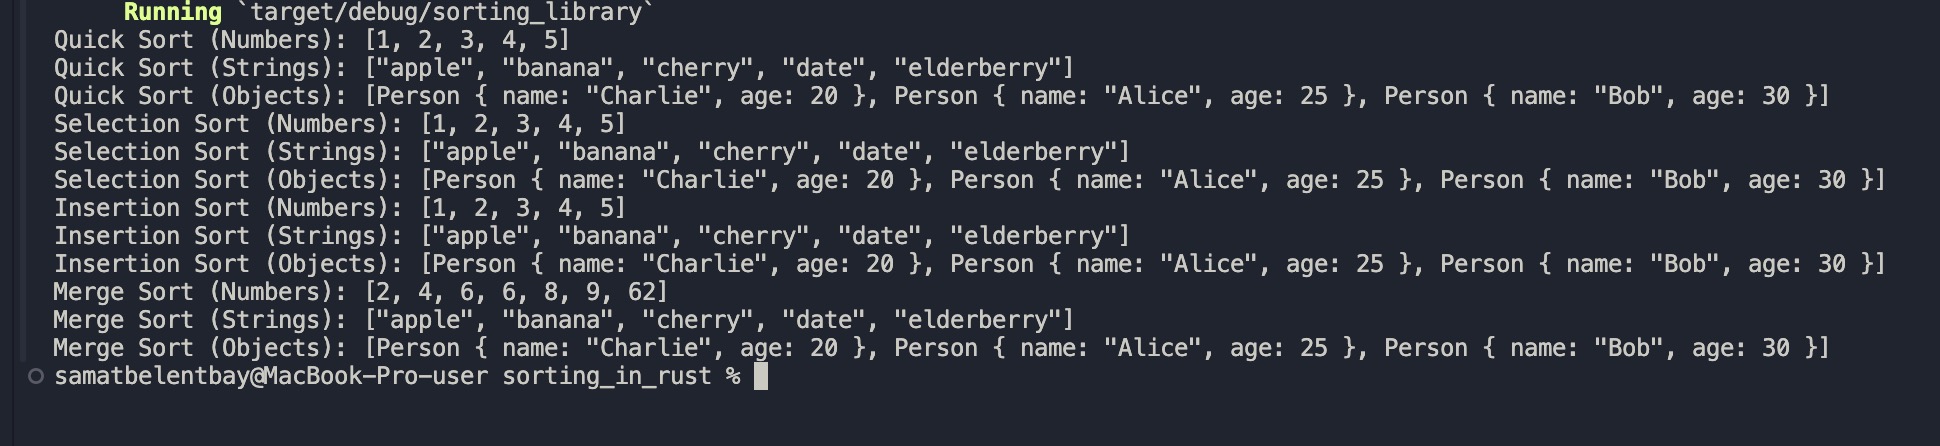 Running `target/debug/sorting_library`
Quick Sort (Numbers): [1, 2, 3, 4, 5]
Quick Sort (Strings): ["apple", "banana", "cherry", "date", "elderberry"]
Quick Sort (Objects): [Person { name: "Charlie", age: 20 }, Person { name: "Alice", age: 25 }, Person { name: "Bob", age: 30 }]
Selection Sort (Numbers): [1, 2, 3, 4, 5]
Selection Sort (Strings): ["apple", "banana", "cherry", "date", "elderberry"]
Selection Sort (Objects): [Person { name: "Charlie", age: 20 }, Person { name: "Alice", age: 25 }, Person { name: "Bob", age: 30 }]
Insertion Sort (Numbers): [1, 2, 3, 4, 5]
Insertion Sort (Strings): ["apple", "banana", "cherry", "date", "elderberry"]
Insertion Sort (Objects): [Person { name: "Charlie", age: 20 }, Person { name: "Alice", age: 25 }, Person { name: "Bob", age: 30 }]
Merge Sort (Numbers): [2, 4, 6, 6, 8, 9, 62]
Merge Sort (Strings): ["apple", "banana", "cherry", "date", "elderberry"]
Merge Sort (Objects): [Person { name: "Charlie", age: 20 }, Person { name: "Alice", age: 25 }, Person { name: "Bob", age: 30 }]
samatbelentbay@MacBook-Pro-user sorting_in_rust %